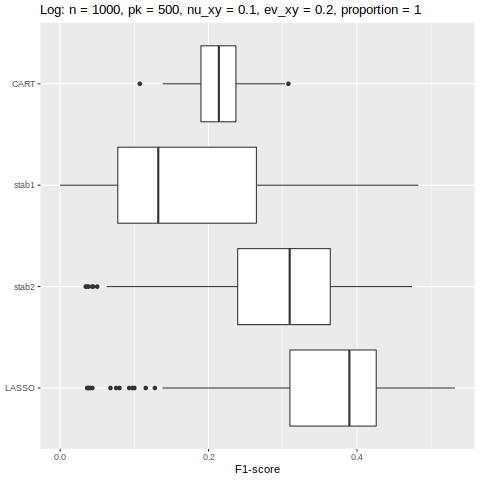 Log: n = 1000, pk = 500, nu_xy = 0.1, ev_xy = 0.2, proportion = 1
CART
stab1
stab2
LASSO
0.0 0.2 0.4
F1-score